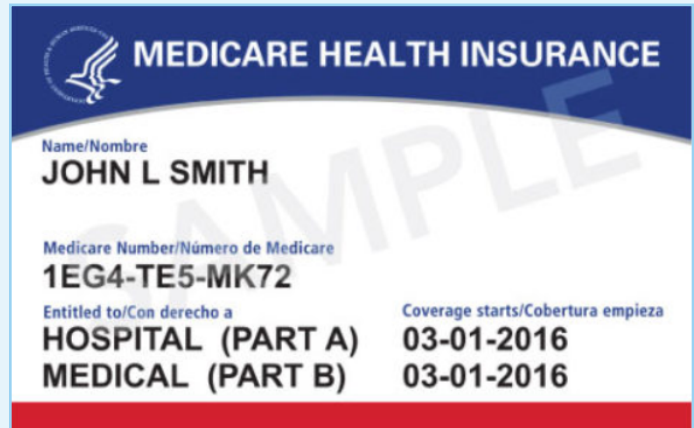 MEDICARE HEALTH INSURANCE
Name/Nombre
JOHN L SMITH
Medicare Number/Número de Medicare
1EG4-TE5-MK72
Entitled to/Con derecho a Coverage starts/Cobertura empieza
HOSPITAL (PART A) 03-01-2016
MEDICAL (PART B) 03-01-2016
SAMPLE